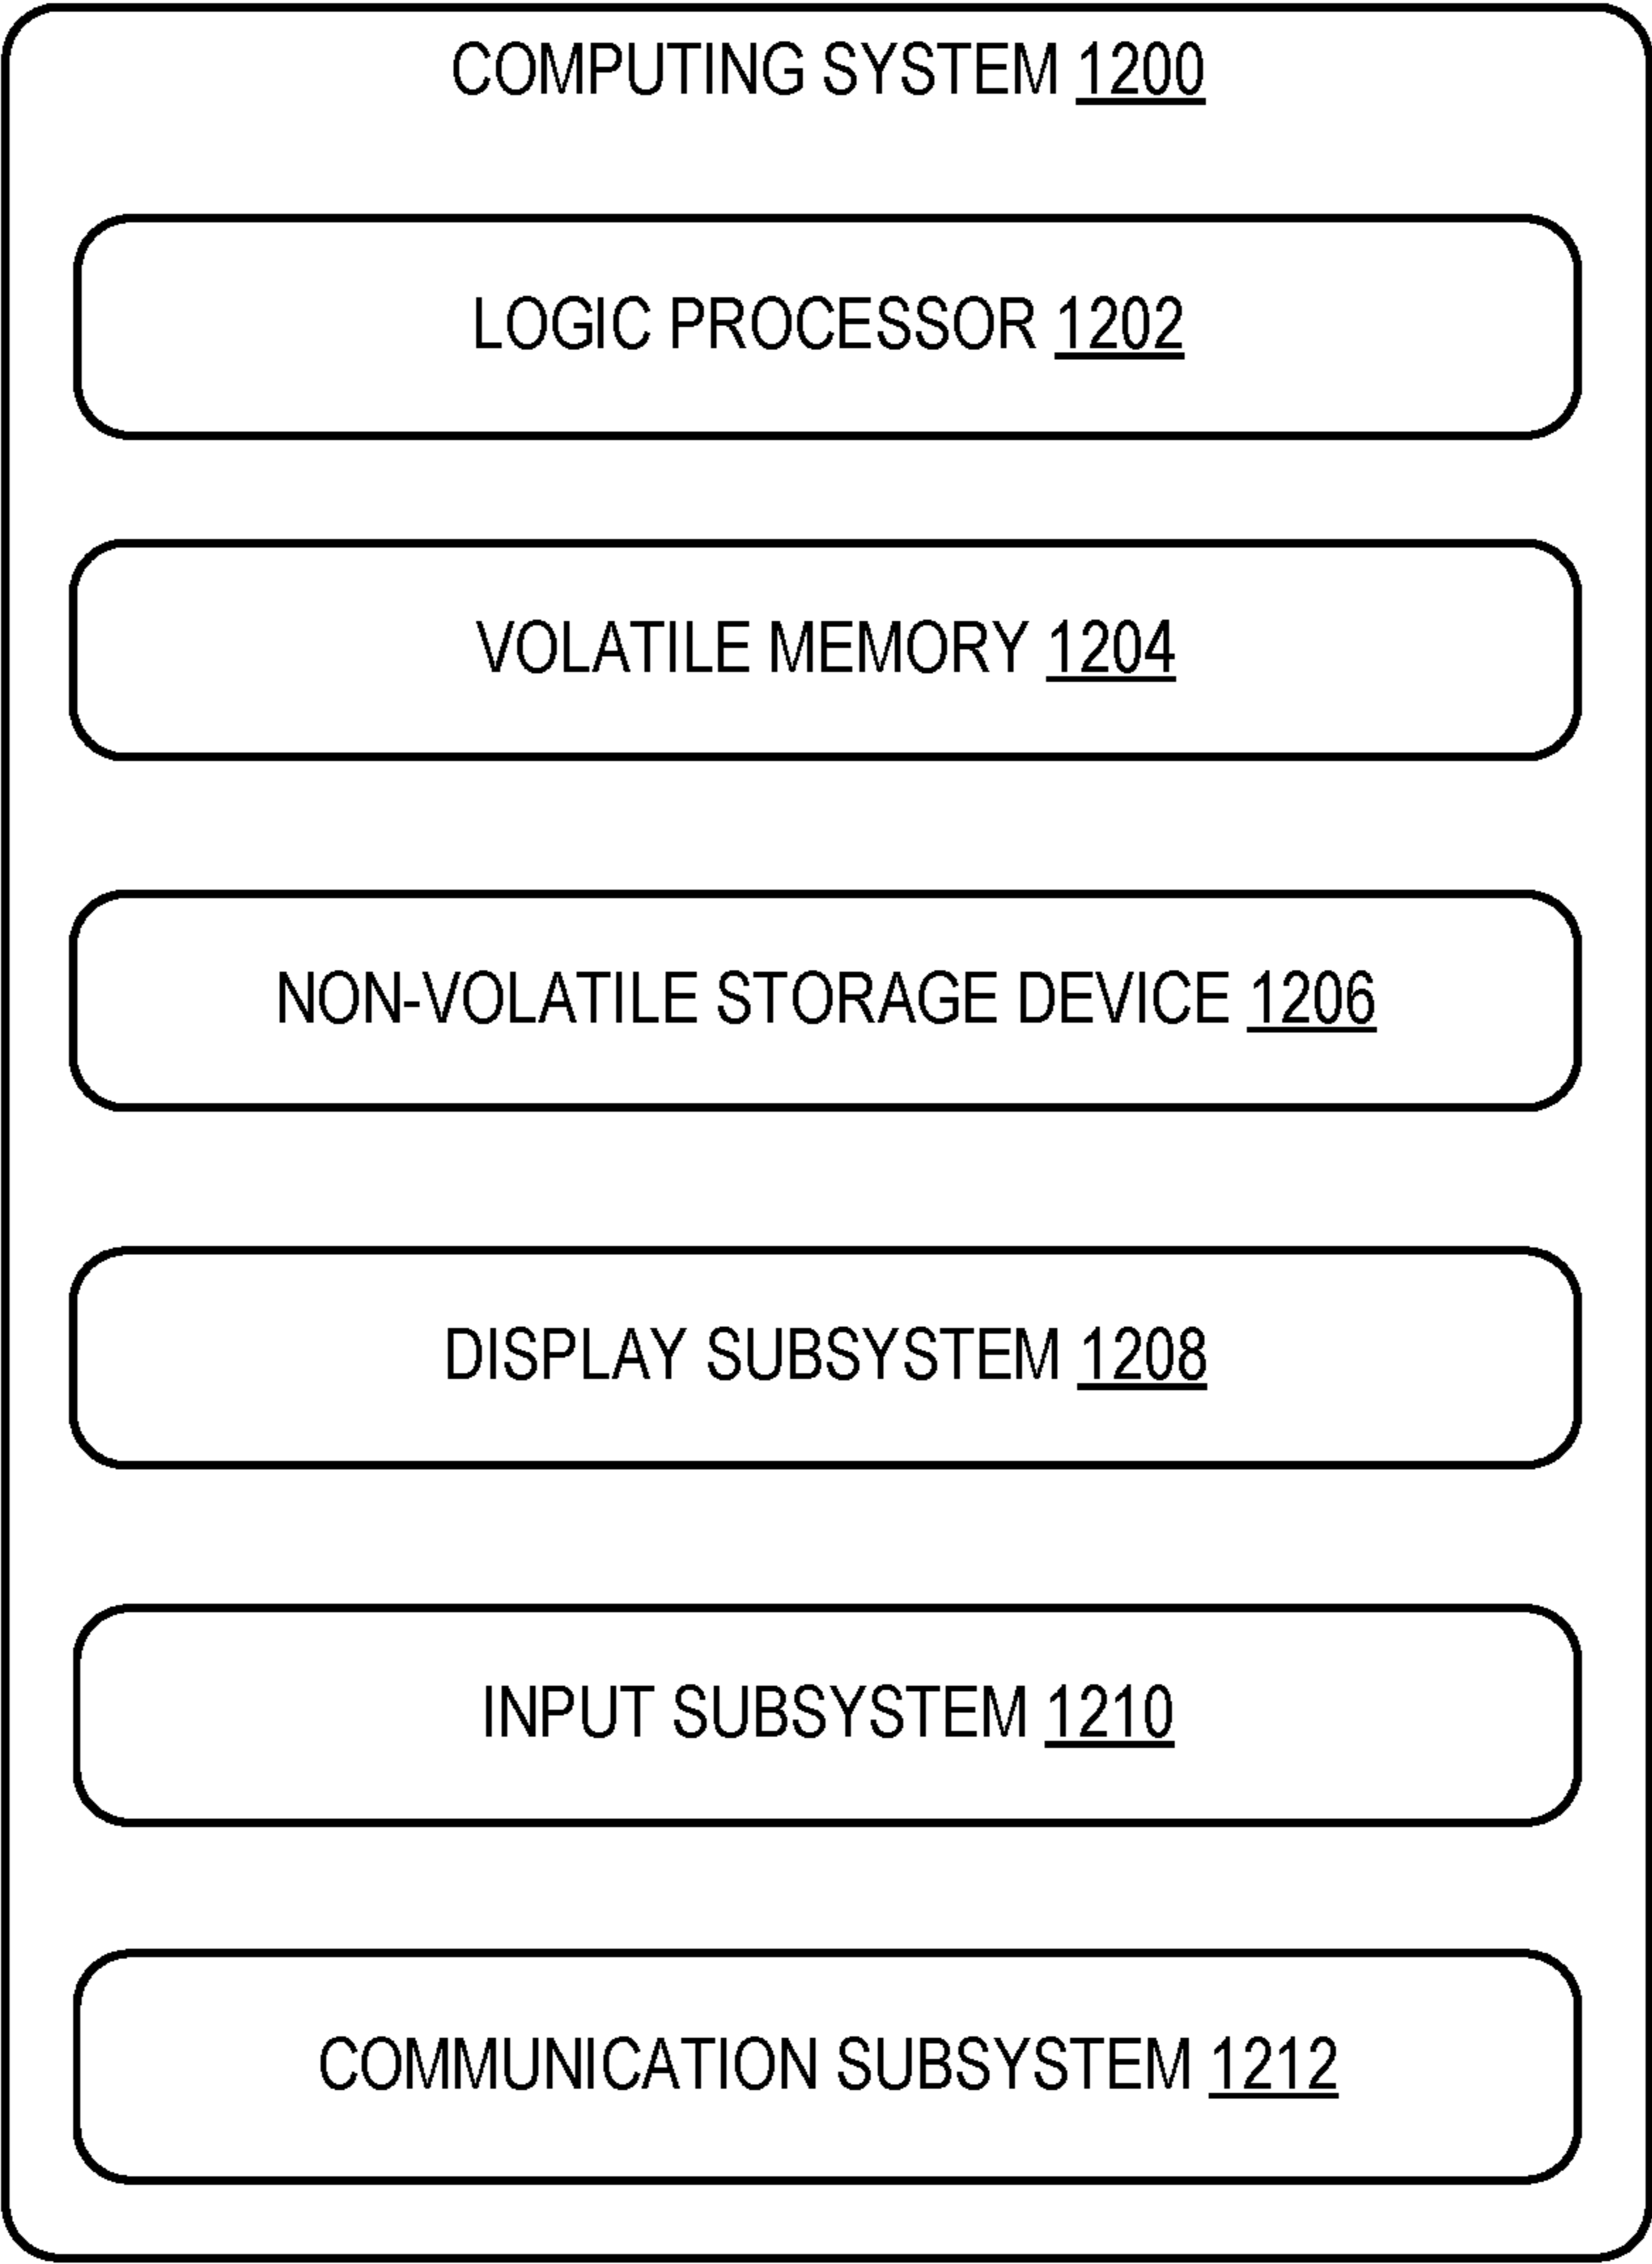 COMPUTING SYSTEM 1200
LOGIC PROCESSOR 1202
VOLATILE MEMORY 1204
NON-VOLATILE STORAGE DEVICE 1206
DISPLAY SUBSYSTEM 1208
INPUT SUBSYSTEM 1210
COMMUNICATION SUBSYSTEM 1212